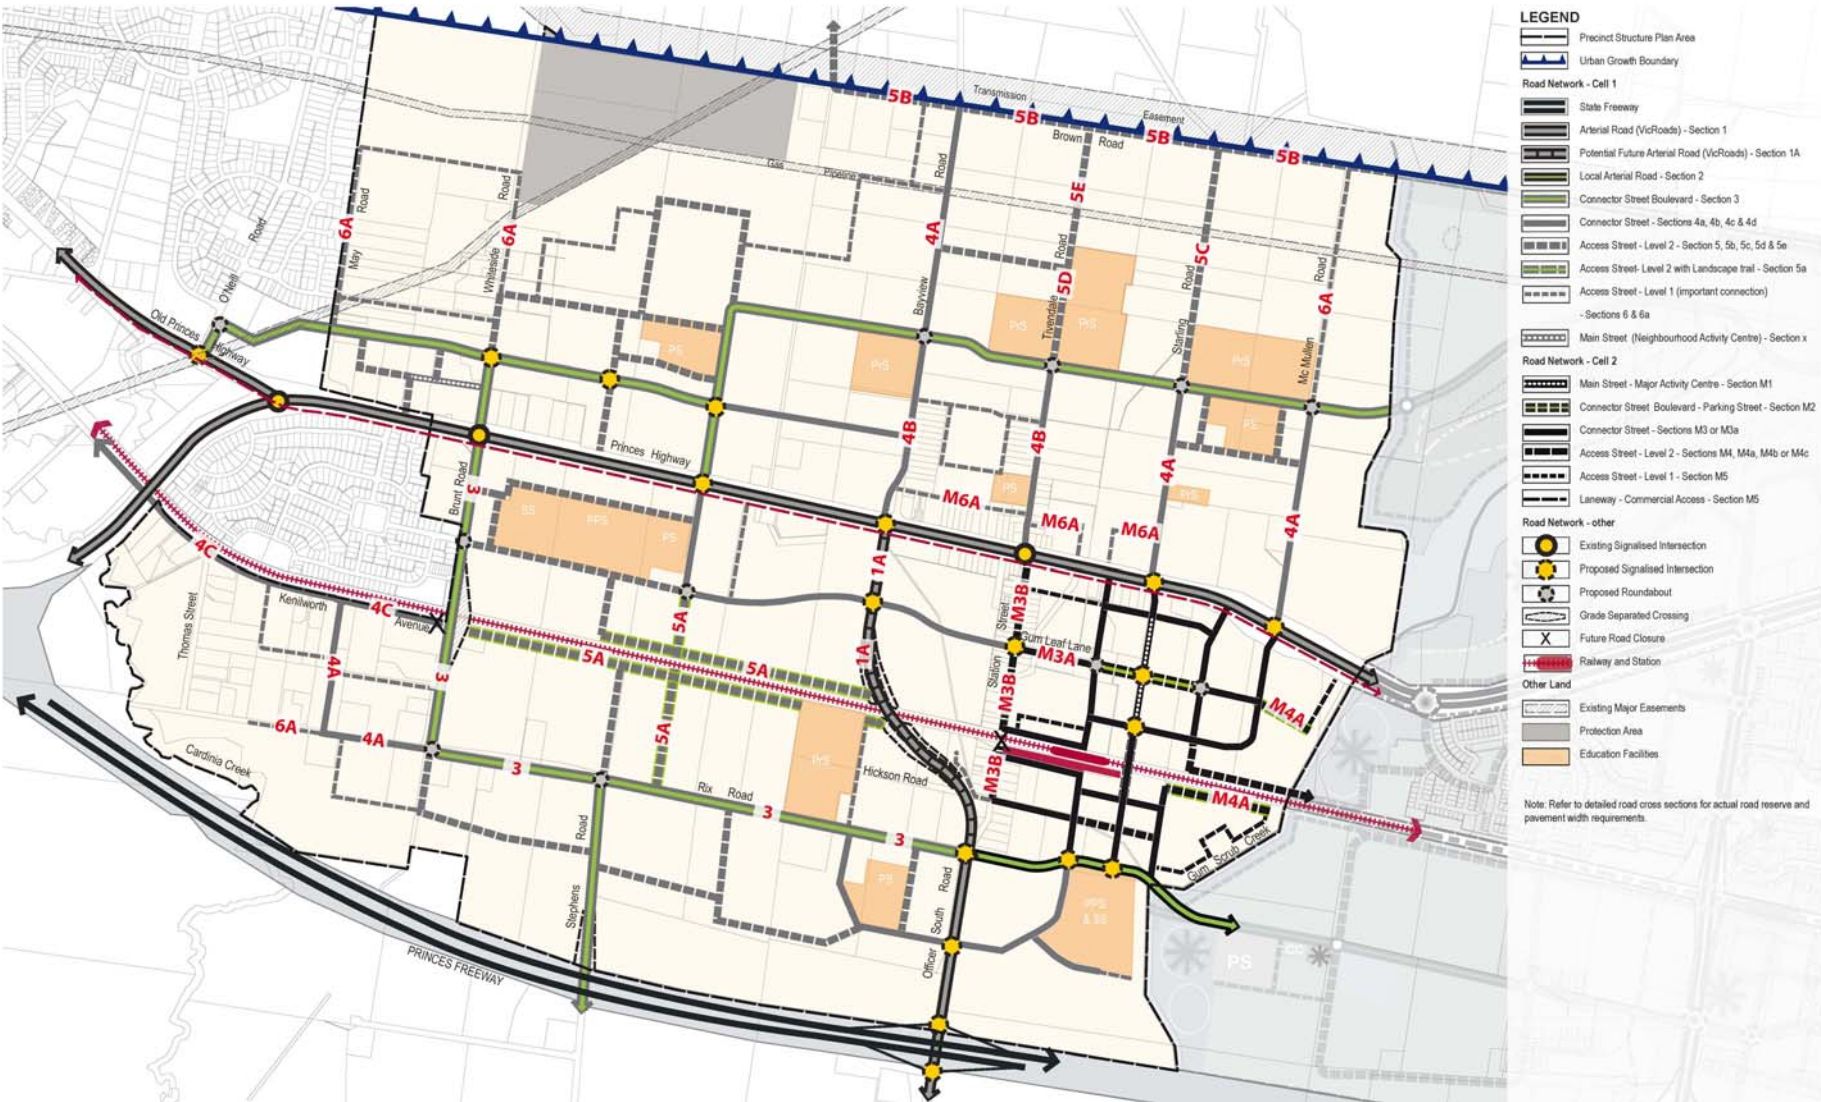 LEGEND
Precinct Structure Plan Area
Urban Growth Boundary
Road Network - Cell 1
State Freeway
Arterial Road (VicRoads) - Section 1
Potential Future Arterial Road (VicRoads) - Section 1A
Local Arterial Road - Section 2
Connector Street Boulevard - Section 3
Connector Street - Sections 4a, 4b, 4c & 4d
Access Street - Level 2 - Section 5, 5b, 5c, 5d & 5e
Access Street- Level 2 with Landscape trail - Section 5a
Access Street - Level 1 (important connection)
- Sections 6 & 6a
Main Street (Neighbourhood Activity Centre) - Section x
Road Network - Cell 2
Main Street - Major Activity Centre - Section M1
Connector Street Boulevard - Parking Street - Section M2
Connector Street - Sections M3 or M3a
Access Street - Level 2 - Sections M4, M4a, M4b or M4c
Access Street - Level 1 - Section M5
Laneway - Commercial Access - Section M5
Road Network - other
Existing Signalised Intersection
Proposed Signalised Intersection
Proposed Roundabout
Grade Separated Crossing
X Future Road Closure
Railway and Station
Other Land
Existing Major Easements
Protection Area
Education Facilities
Note: Refer to detailed road cross sections for actual road reserve and
pavement width requirements.
5B
Transmission
5B
Easement
Brown Road
5B
5B
Gas Pipeline
Road
Road
Road
5E
6A
May
Road
O'Neill
6A
Whiteside
4A
Road
5D
5C
Road
Road
6A
Bayview
Tivendale
Starling
Mc Mullen
Old Princes
Highway
PS
PrS
PrS
PrS
PrS
PS
PrS
PS
Princes Highway
4B
4B
4A
4A
M6A
M6A
M6A
Brunt Road
3
SS
PPS
PS
4C
Kenilworth
4C
Avenue
X
Thomas Street
4A
3
5A
5A
5A
5A
1A
1A
Street
M3B
Gum Leaf Lane
M3A
Station
M3B
M4A
X
M3B
M4A
6A
4A
Cardinia Creek
3
Rix Road
3
3
PrS
Hickson Road
Gum Scrub Creek
Road
Stephens
PS
Road
South
Officer
PPS
& SS
PS
CC
PRINCES FREEWAY